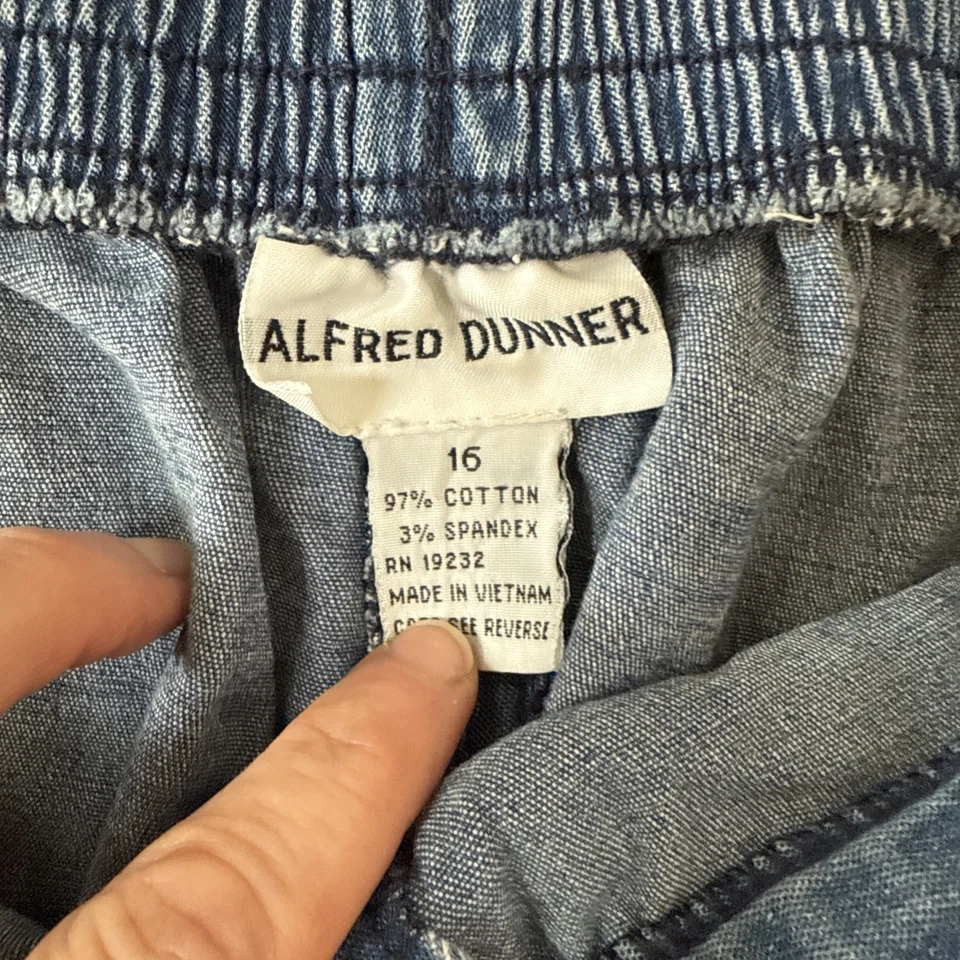 ALFRED DUNNER
16
97% COTTON
3% SPANDEX
RN 19232
MADE IN VIETNAM
SEE REVERSE